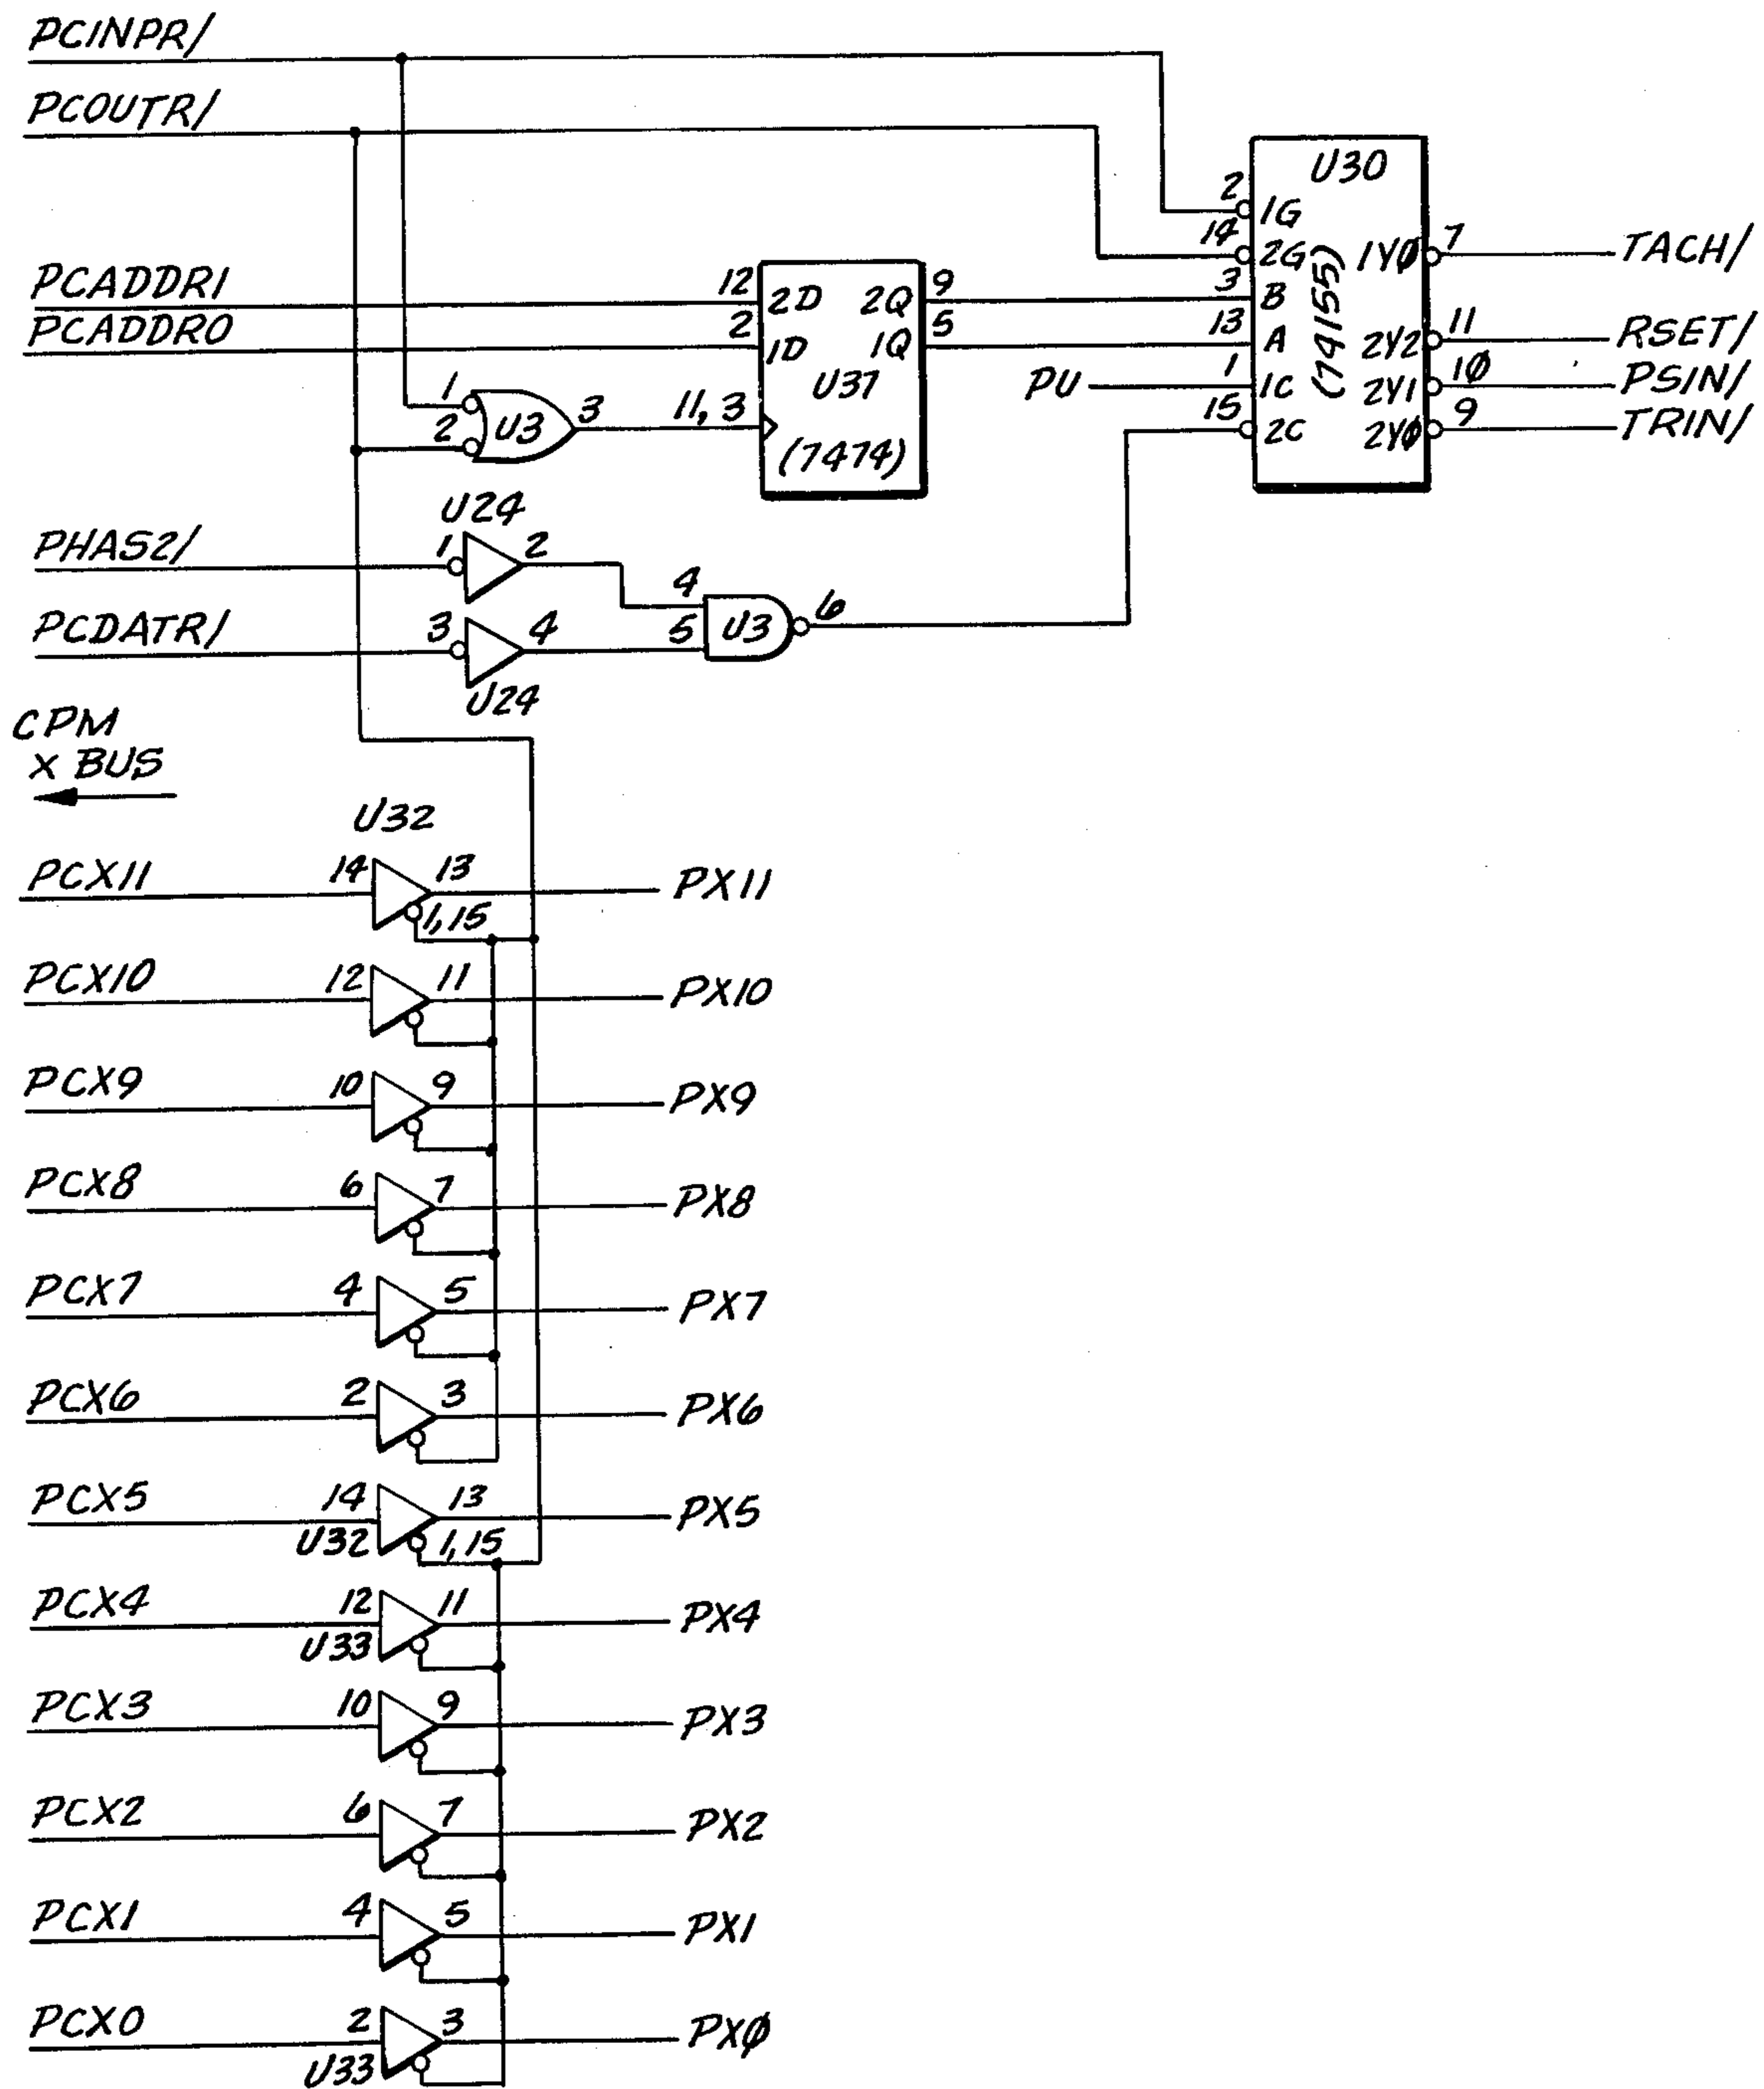 PCINPR/
PCOUTR/
U30
2
1G
14
2G
1YØ
7
TACH/
PCADDR1
12
2D
2Q
9
3
B
(74155)
PCADDR0
2
1D
1Q
5
13
A
2Y2
11
RSET/
U37
PU
1
1C
2Y1
1Ø
PSIN/
1
2
U3
3
11, 3
(7474)
15
2C
2YØ
9
TRIN/
U24
PHAS2/
1
2
4
5
U3
6
PCDATR/
3
4
U24
CPM
X BUS
U32
PCX11
14
13
PX11
1, 15
PCX10
12
11
PX10
PCX9
10
9
PX9
PCX8
6
7
PX8
PCX7
4
5
PX7
PCX6
2
3
PX6
PCX5
14
13
PX5
U32
1, 15
PCX4
12
11
PX4
U33
PCX3
10
9
PX3
PCX2
6
7
PX2
PCX1
4
5
PX1
PCX0
2
3
PXØ
U33